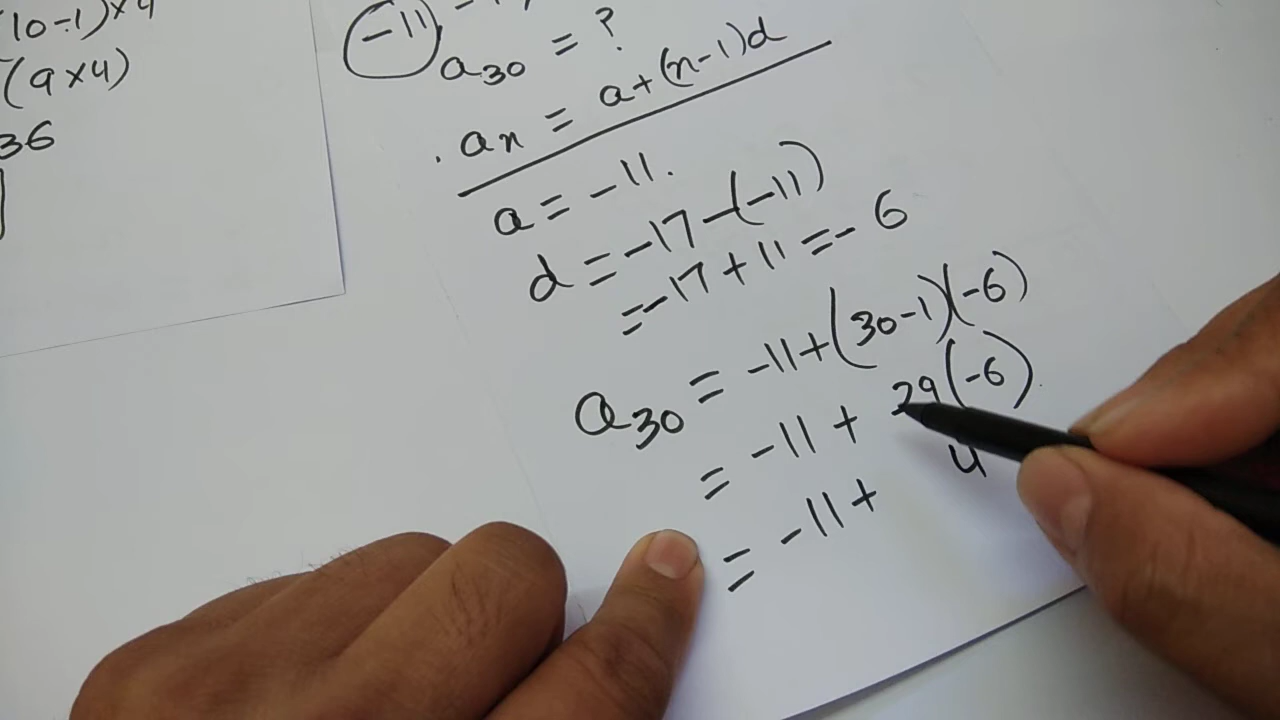 10-1)×4
(9×4)
36
-11
a30 = ?
an = a+(n-1)d
a = -11.
d = -17-(-11)
= -17+11 = -6
a30 = -11+(30-1)(-6)
= -11 + 29(-6)
= -11 + 4